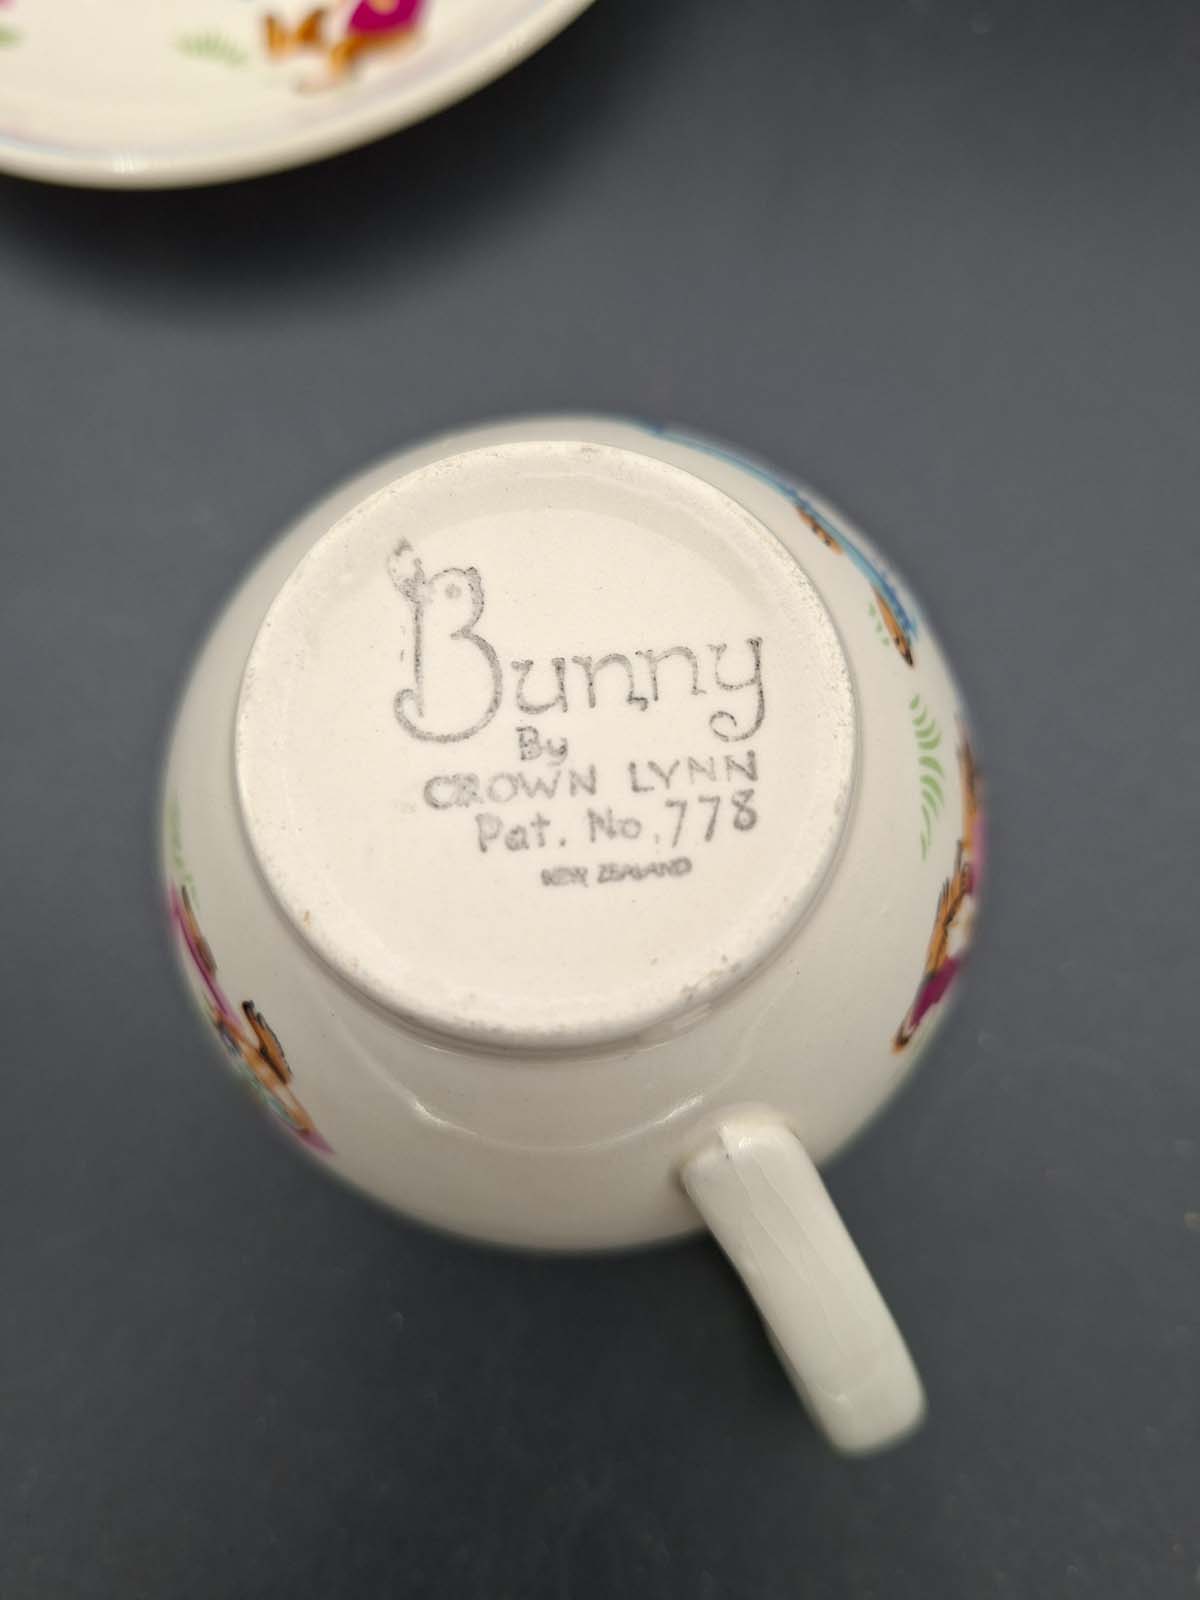 Bunny
By
CROWN LYNN
Pat. No. 778
NEW ZEALAND